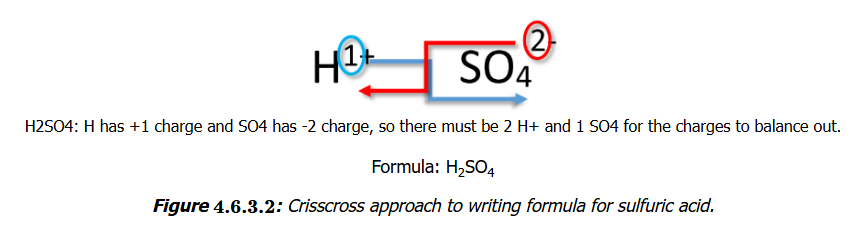 H¹⁺ SO₄²⁻
H2SO4: H has +1 charge and SO4 has -2 charge, so there must be 2 H+ and 1 SO4 for the charges to balance out.
Formula: H₂SO₄
Figure 4.6.3.2: Crisscross approach to writing formula for sulfuric acid.